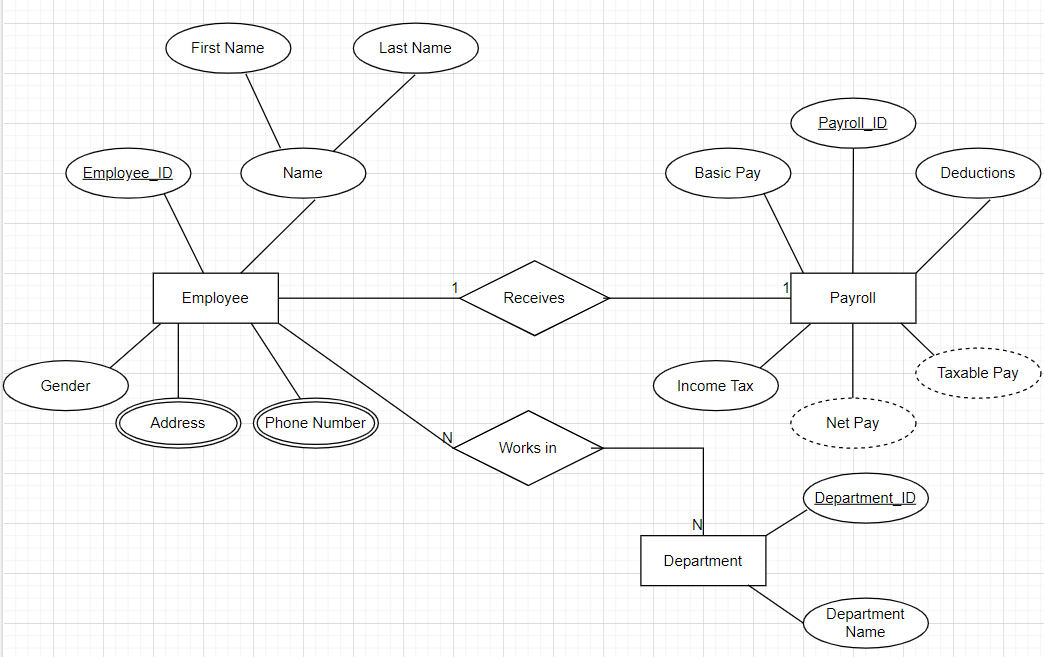 First Name
Last Name
Payroll_ID
Employee_ID
Name
Basic Pay
Deductions
Employee
1
Receives
1
Payroll
Gender
Address
Phone Number
Income Tax
Taxable Pay
Net Pay
N
Works in
N
Department_ID
Department
Department
Name